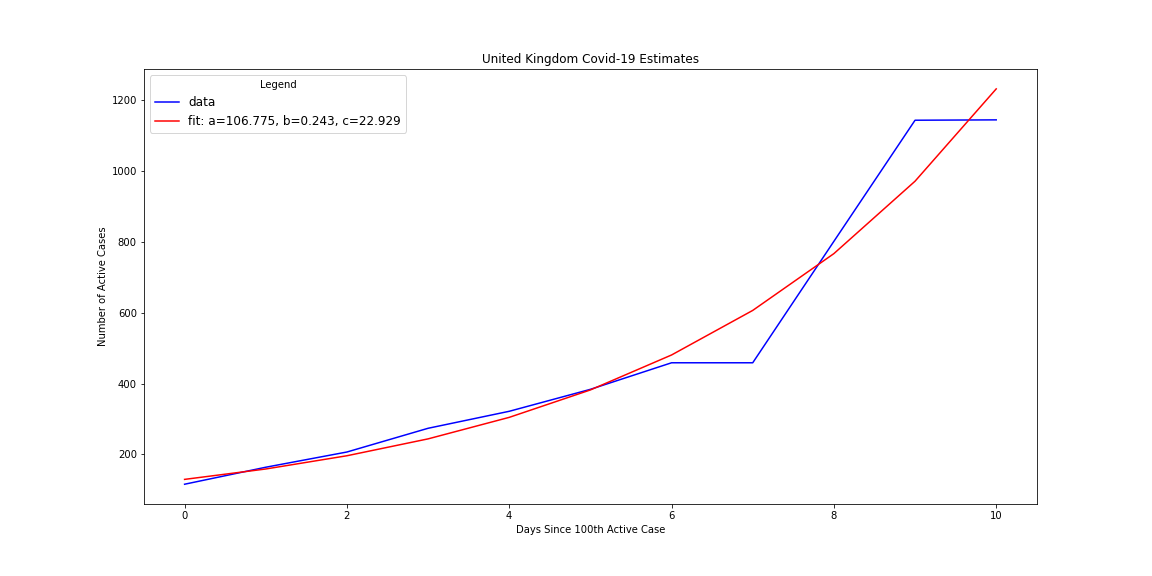 United Kingdom Covid-19 Estimates
Legend
data
fit: a=106.775, b=0.243, c=22.929
1200
1000
800
600
400
200
Number of Active Cases
0 2 4 6 8 10
Days Since 100th Active Case